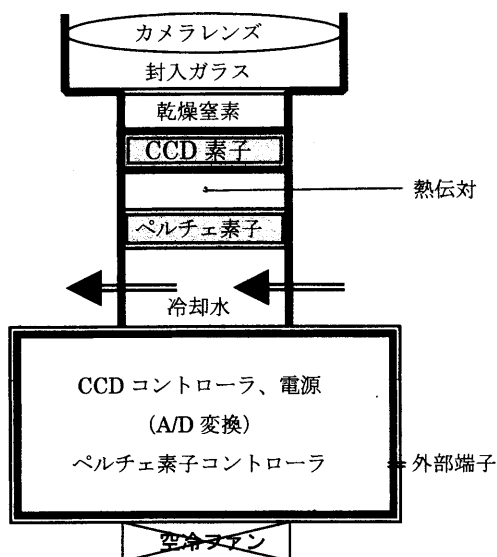 カメラレンズ
封入ガラス
乾燥窒素
CCD 素子
熱伝対
ペルチェ素子
冷却水
CCD コントローラ、電源
(A/D 変換)
ペルチェ素子コントローラ
外部端子
空冷ファン